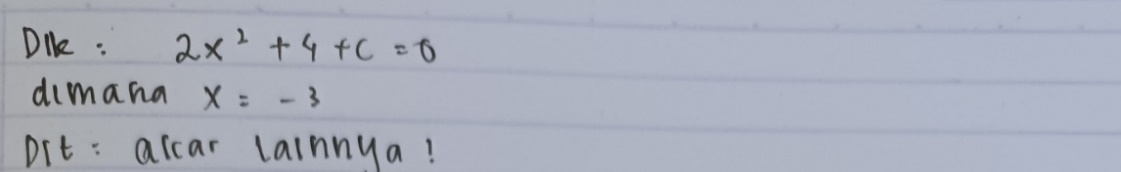 Dik : 2x² + 4 + C = 0
dimana x = - 3
Dit : akar lainnya !